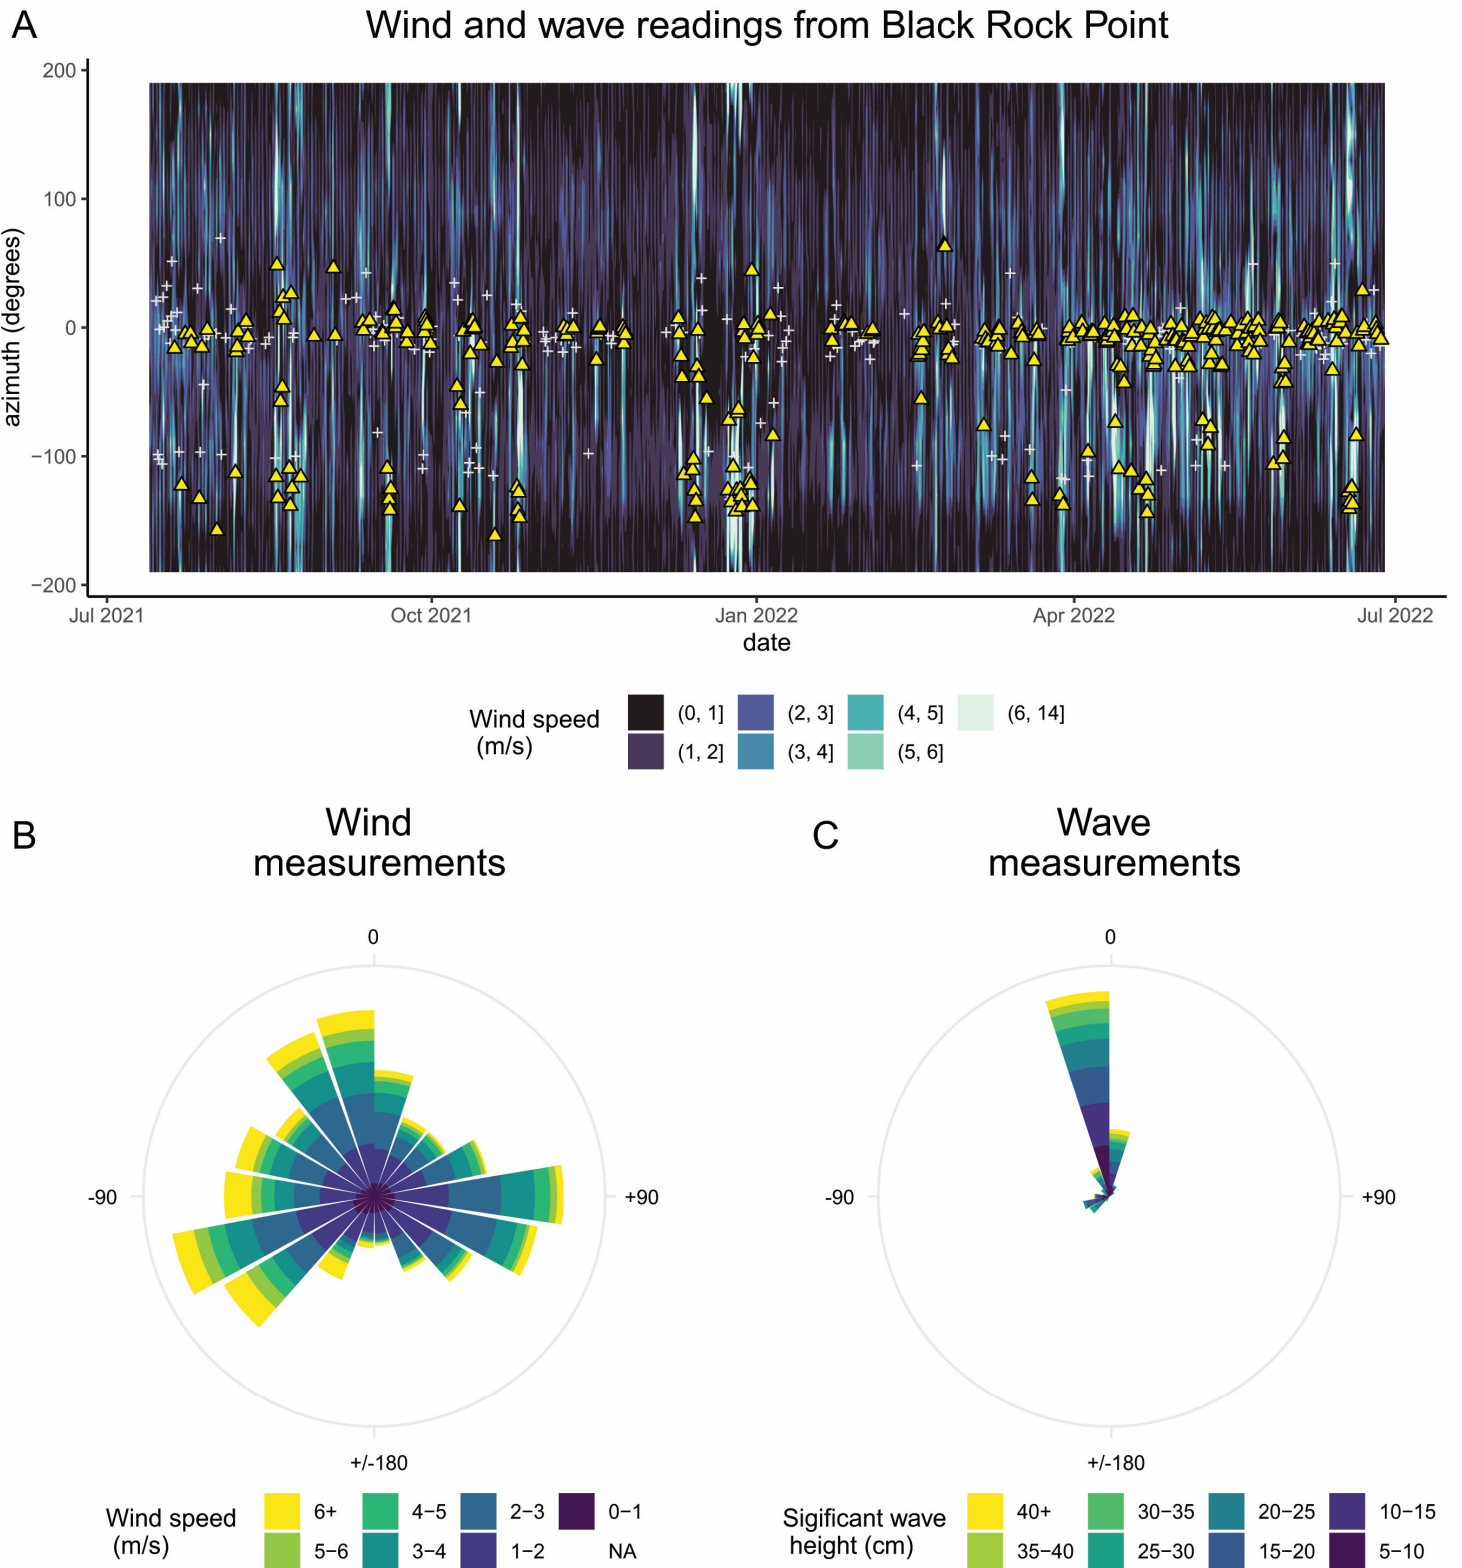 A
Wind and wave readings from Black Rock Point
200
100
0
−100
−200
azimuth (degrees)
Jul 2021
Oct 2021
Jan 2022
Apr 2022
Jul 2022
date
Wind speed
(m/s)
(0, 1]
(2, 3]
(4, 5]
(6, 14]
(1, 2]
(3, 4]
(5, 6]
B
Wind
measurements
0
-90
+90
+/-180
Wind speed
(m/s)
6+
4−5
2−3
0−1
5−6
3−4
1−2
NA
C
Wave
measurements
0
-90
+90
+/-180
Sigificant wave
height (cm)
40+
30−35
20−25
10−15
35−40
25−30
15−20
5−10